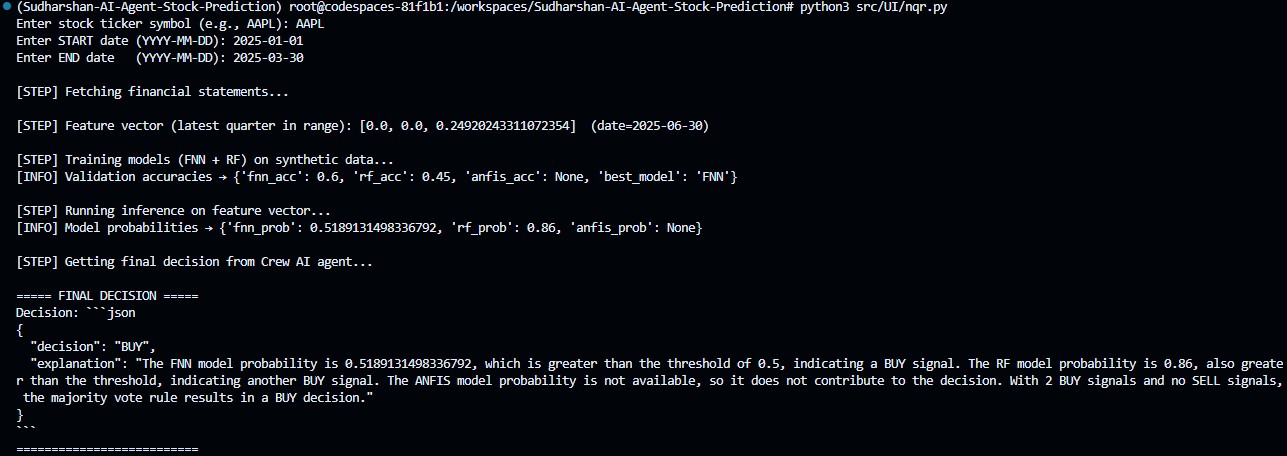 (Sudharshan-AI-Agent-Stock-Prediction) root@codespaces-81f1b1:/workspaces/Sudharshan-AI-Agent-Stock-Prediction# python3 src/UI/nqr.py
Enter stock ticker symbol (e.g., AAPL): AAPL
Enter START date (YYYY-MM-DD): 2025-01-01
Enter END date   (YYYY-MM-DD): 2025-03-30

[STEP] Fetching financial statements...

[STEP] Feature vector (latest quarter in range): [0.0, 0.0, 0.24920243311072354]  (date=2025-06-30)

[STEP] Training models (FNN + RF) on synthetic data...
[INFO] Validation accuracies → {'fnn_acc': 0.6, 'rf_acc': 0.45, 'anfis_acc': None, 'best_model': 'FNN'}

[STEP] Running inference on feature vector...
[INFO] Model probabilities → {'fnn_prob': 0.5189131498336792, 'rf_prob': 0.86, 'anfis_prob': None}

[STEP] Getting final decision from Crew AI agent...

===== FINAL DECISION =====
Decision: ```json
{
  "decision": "BUY",
  "explanation": "The FNN model probability is 0.5189131498336792, which is greater than the threshold of 0.5, indicating a BUY signal. The RF model probability is 0.86, also greate
r than the threshold, indicating another BUY signal. The ANFIS model probability is not available, so it does not contribute to the decision. With 2 BUY signals and no SELL signals,
 the majority vote rule results in a BUY decision."
}
```
==========================